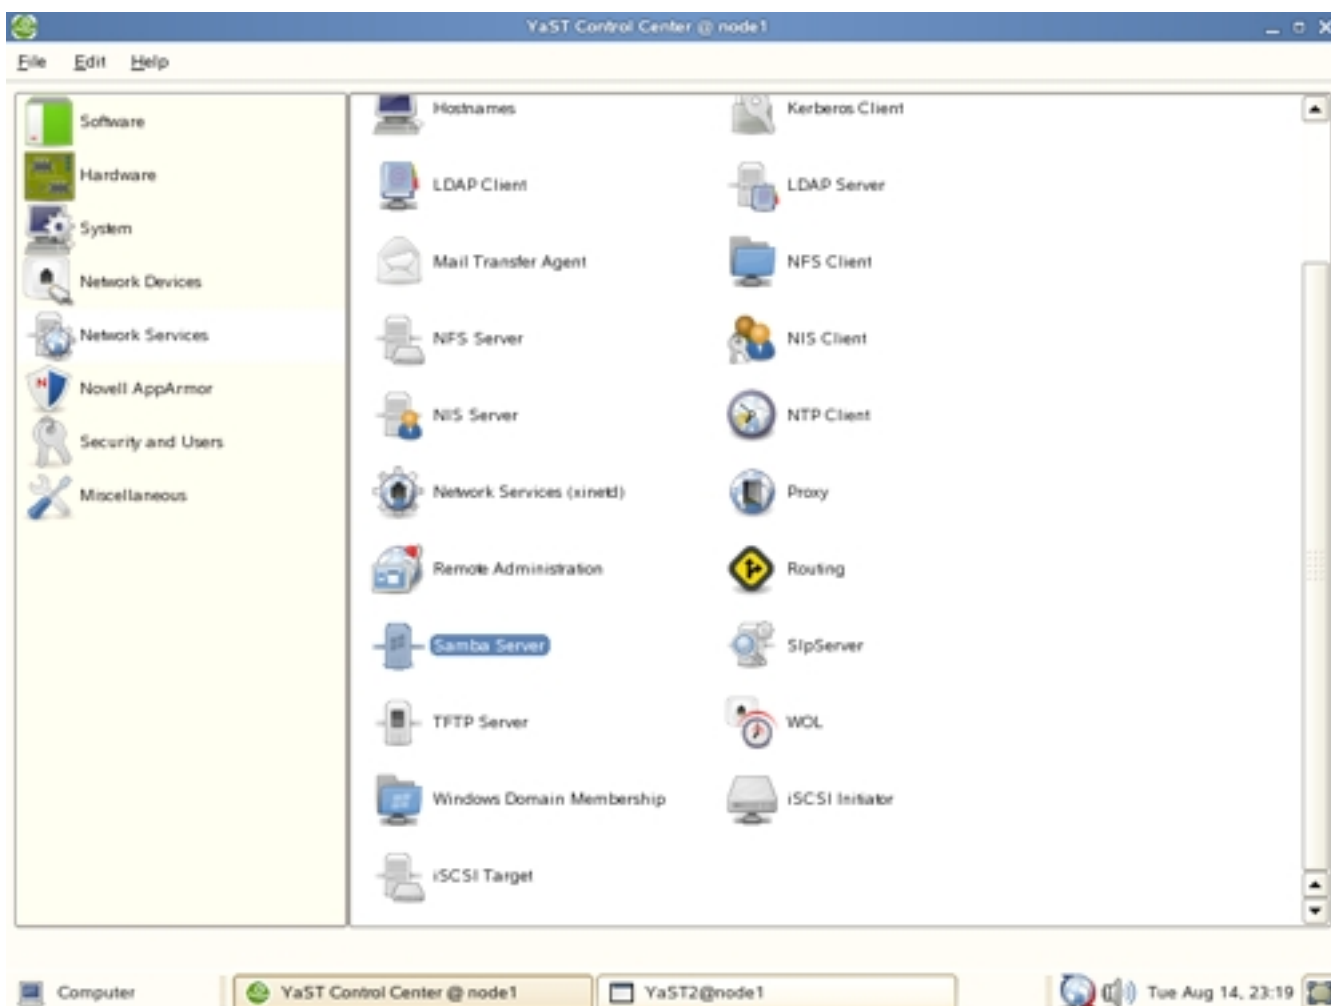 YaST Control Center @ node1
File Edit Help
Software
Hardware
System
Network Devices
Network Services
Novell AppArmor
Security and Users
Miscellaneous
Hostnames
Kerberos Client
LDAP Client
LDAP Server
Mail Transfer Agent
NFS Client
NFS Server
NIS Client
NIS Server
NTP Client
Network Services (xinetd)
Proxy
Remote Administration
Routing
Samba Server
SlpServer
TFTP Server
WOL
Windows Domain Membership
iSCSI Initiator
iSCSI Target
Computer
YaST Control Center @ node1
YaST2@node1
Tue Aug 14, 23:19